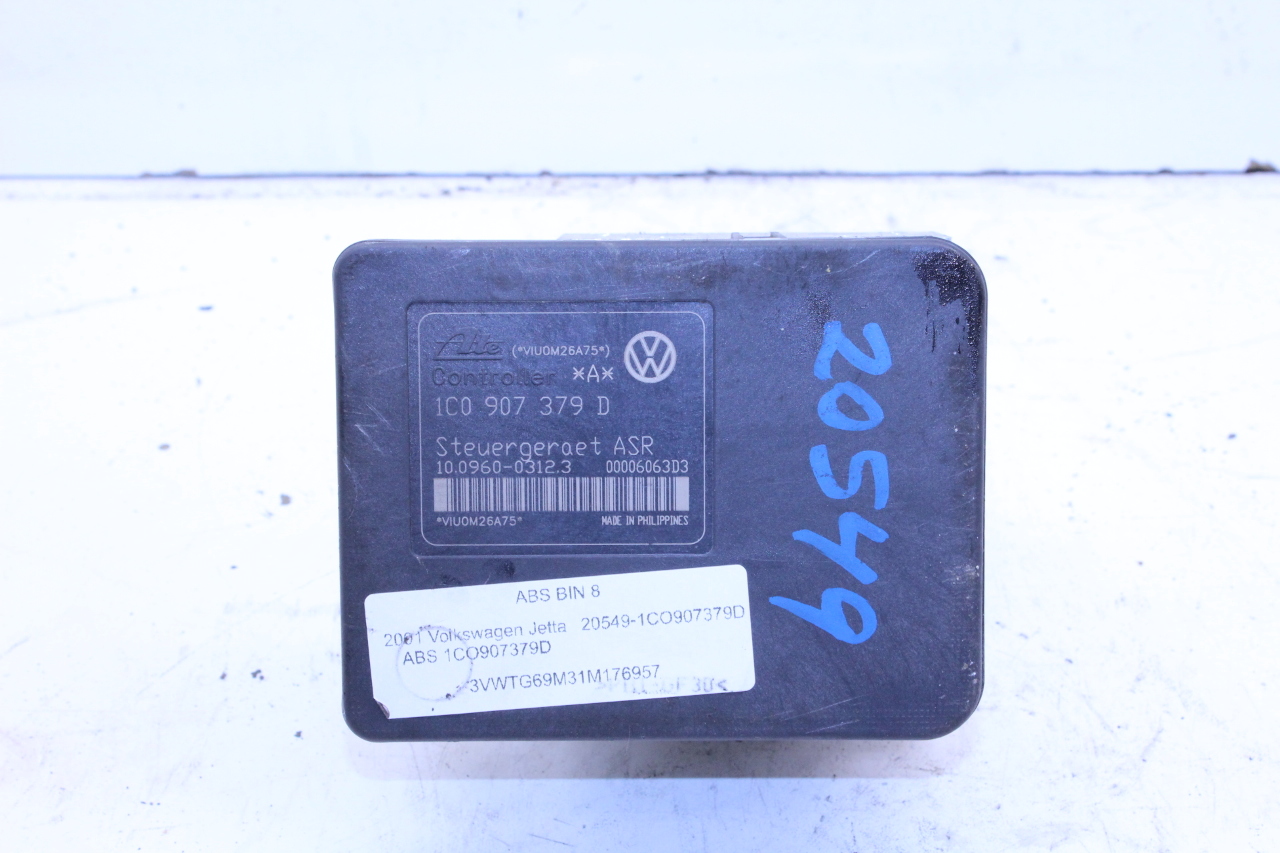 Ate (*VIU0M26A75*)
Controller *A*
1C0 907 379 D
Steuergeraet ASR
10.0960-0312.3 00006063D3
*VIU0M26A75*
MADE IN PHILIPPINES
20549
ABS BIN 8
2001 Volkswagen Jetta 20549-1CO907379D
ABS 1CO907379D
3VWTG69M31M176957